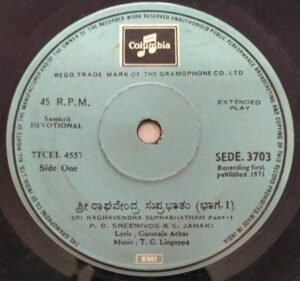 Columbia
REGD. TRADE MARK OF THE GRAMOPHONE CO. LTD
45 R.P.M.
EXTENDED PLAY
Sanskrit
DEVOTIONAL
7TCEI. 4557
Side One
SEDE. 3703
Recording first
published 1971
ಶ್ರೀ ರಾಘವೇಂದ್ರ ಸುಪ್ರಭಾತಂ (ಭಾಗ-1)
SRI RAGHAVENDRA SUPRABHATHAM PART-1
P. B. SREENIVOS & S. JANAKI
Lyric: Gururaja Achar
Music: T. G. Lingappa
EMI
MADE IN INDIA